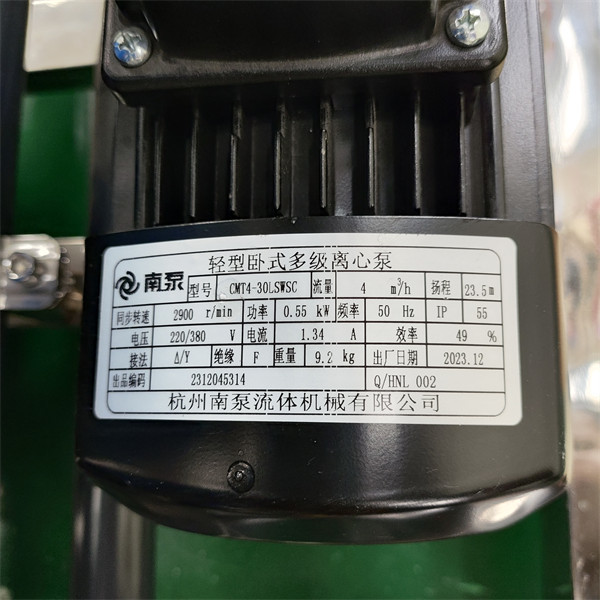 轻型卧式多级离心泵
南泵 型号 CMT4-30LSWSC 流量 4 m³/h 扬程 23.5m
同步转速 2900 r/min 功率 0.55 kW 频率 50 Hz IP 55
电压 220/380 V 电流 1.34 A 效率 49 %
接法 Δ/Y 绝缘 F 重量 9.2 kg 出厂日期 2023.12
出品编码 2312045314 Q/HNL 002
杭州南泵流体机械有限公司